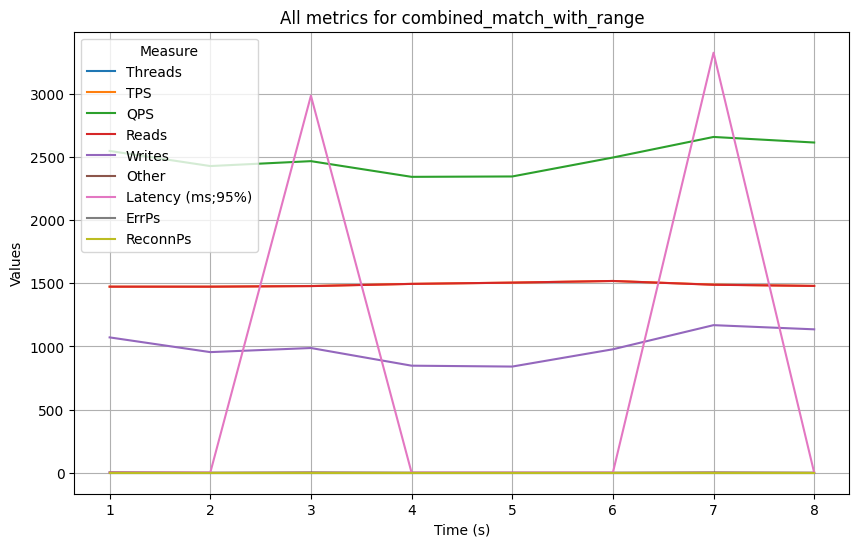 All metrics for combined_match_with_range
Measure
Threads
TPS
QPS
Reads
Writes
Other
Latency (ms;95%)
ErrPs
ReconnPs
Values
3000
2500
2000
1500
1000
500
0
1 2 3 4 5 6 7 8
Time (s)